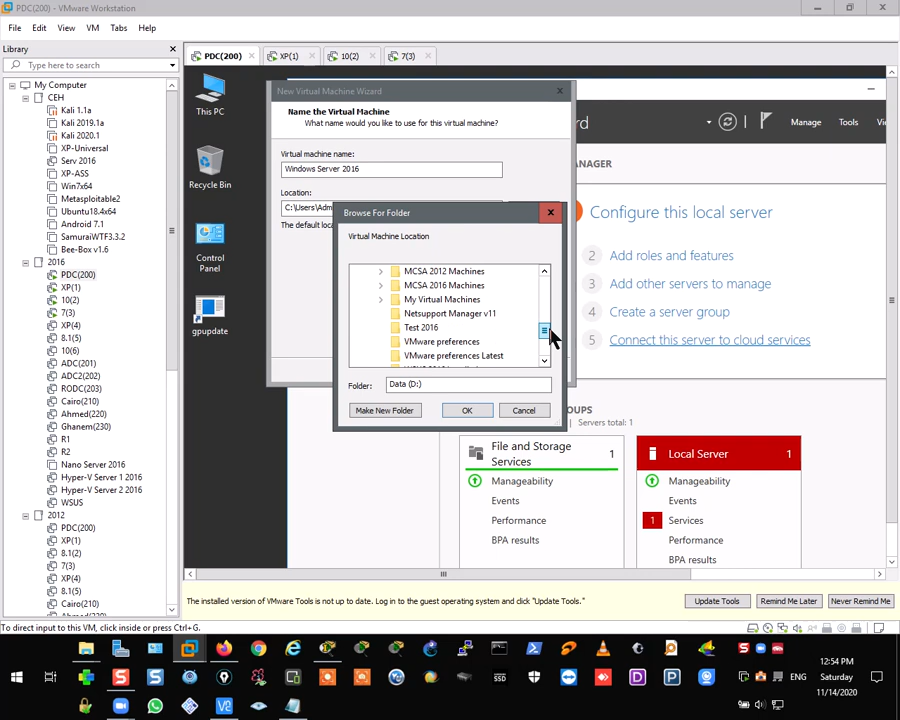 PDC(200) - VMware Workstation
File Edit View VM Tabs Help
Library
Type here to search
My Computer
CEH
Kali 1.1a
Kali 2019.1a
Kali 2020.1
XP-Universal
Serv 2016
XP-ASS
Win7x64
Metasploitable2
Ubuntu18.4x64
Android 7.1
SamuraiWTF3.3.2
Bee-Box v1.6
2016
PDC(200)
XP(1)
10(2)
7(3)
XP(4)
8.1(5)
10(6)
ADC(201)
ADC2(202)
RODC(203)
Cairo(210)
Ahmed(220)
Ghanem(230)
R1
R2
Nano Server 2016
Hyper-V Server 1 2016
Hyper-V Server 2 2016
WSUS
2012
PDC(200)
XP(1)
8.1(2)
7(3)
XP(4)
8.1(5)
Cairo(210)
PDC(200) XP(1) 10(2) 7(3)
This PC
Recycle Bin
Control Panel
gpupdate
New Virtual Machine Wizard
Name the Virtual Machine
What name would you like to use for this virtual machine?
Virtual machine name:
Windows Server 2016
Location:
C:\Users\Adm
The default loca
Browse For Folder
Virtual Machine Location
MCSA 2012 Machines
MCSA 2016 Machines
My Virtual Machines
Netsupport Manager v11
Test 2016
VMware preferences
VMware preferences Latest
Folder: Data (D:)
Make New Folder OK Cancel
rd
Manage Tools Vi
ANAGER
Configure this local server
2 Add roles and features
3 Add other servers to manage
4 Create a server group
5 Connect this server to cloud services
OUPS
Servers total: 1
File and Storage Services 1
Manageability
Events
Performance
BPA results
Local Server 1
Manageability
Events
1 Services
Performance
BPA results
The installed version of VMware Tools is not up to date. Log in to the guest operating system and click "Update Tools."
Update Tools Remind Me Later Never Remind Me
To direct input to this VM, click inside or press Ctrl+G.
ENG
12:54 PM
Saturday
11/14/2020